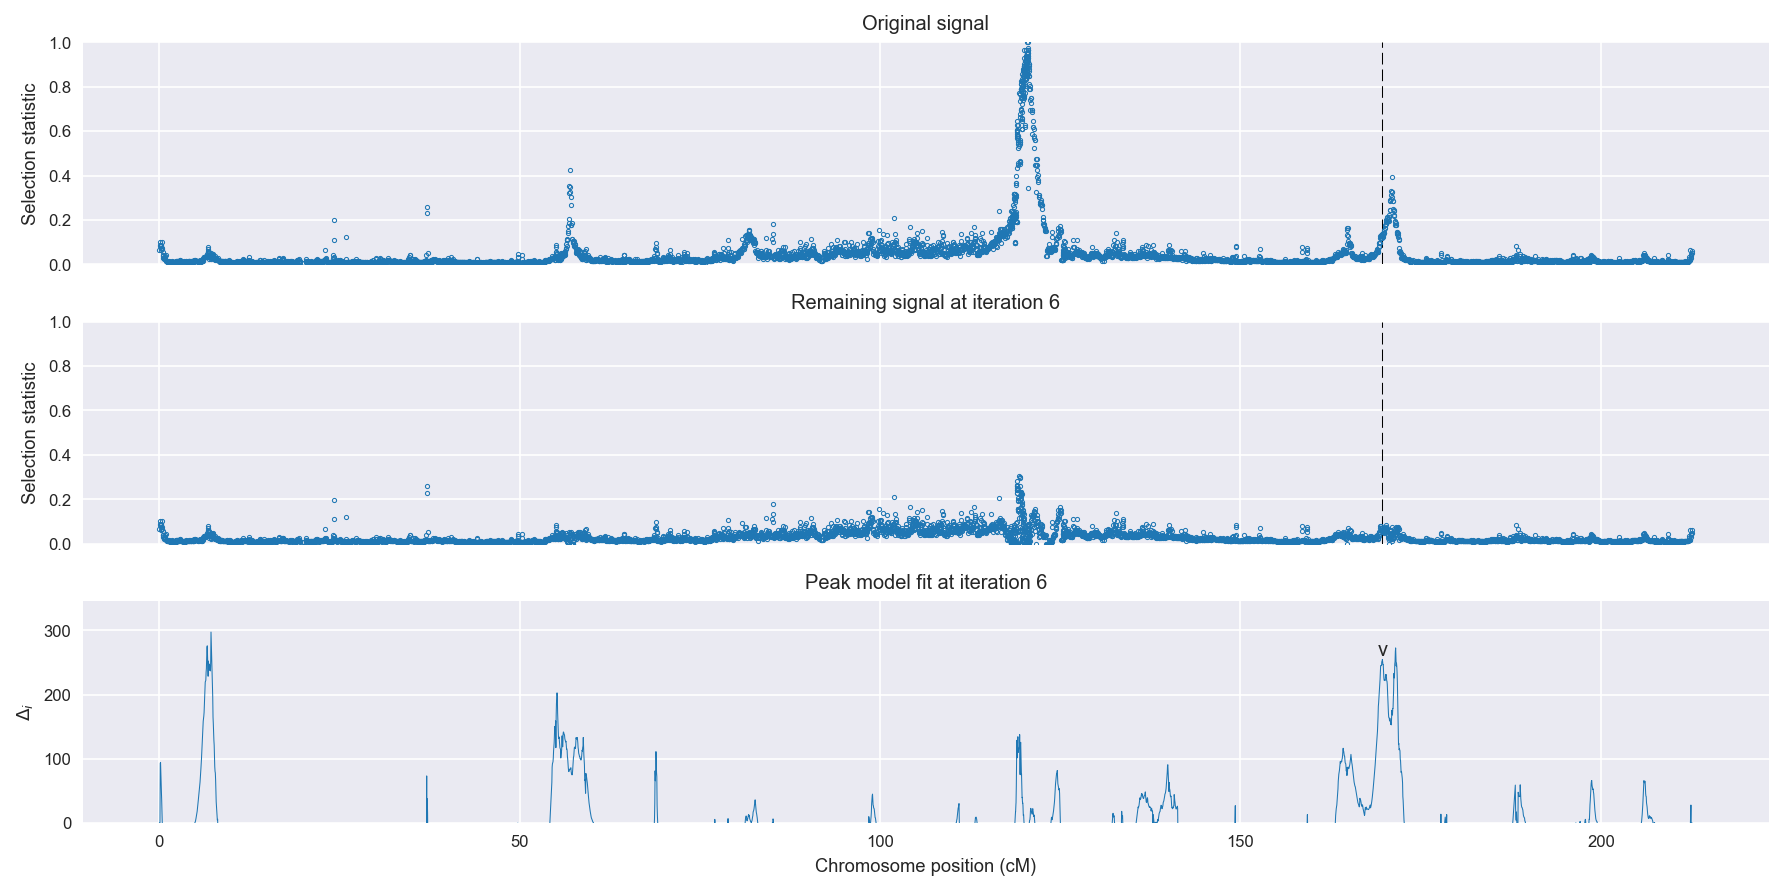 Original signal
1.0
0.8
0.6
0.4
0.2
0.0
Selection statistic
Remaining signal at iteration 6
1.0
0.8
0.6
0.4
0.2
0.0
Selection statistic
Peak model fit at iteration 6
300
200
100
0
Δi
v
0 50 100 150 200
Chromosome position (cM)